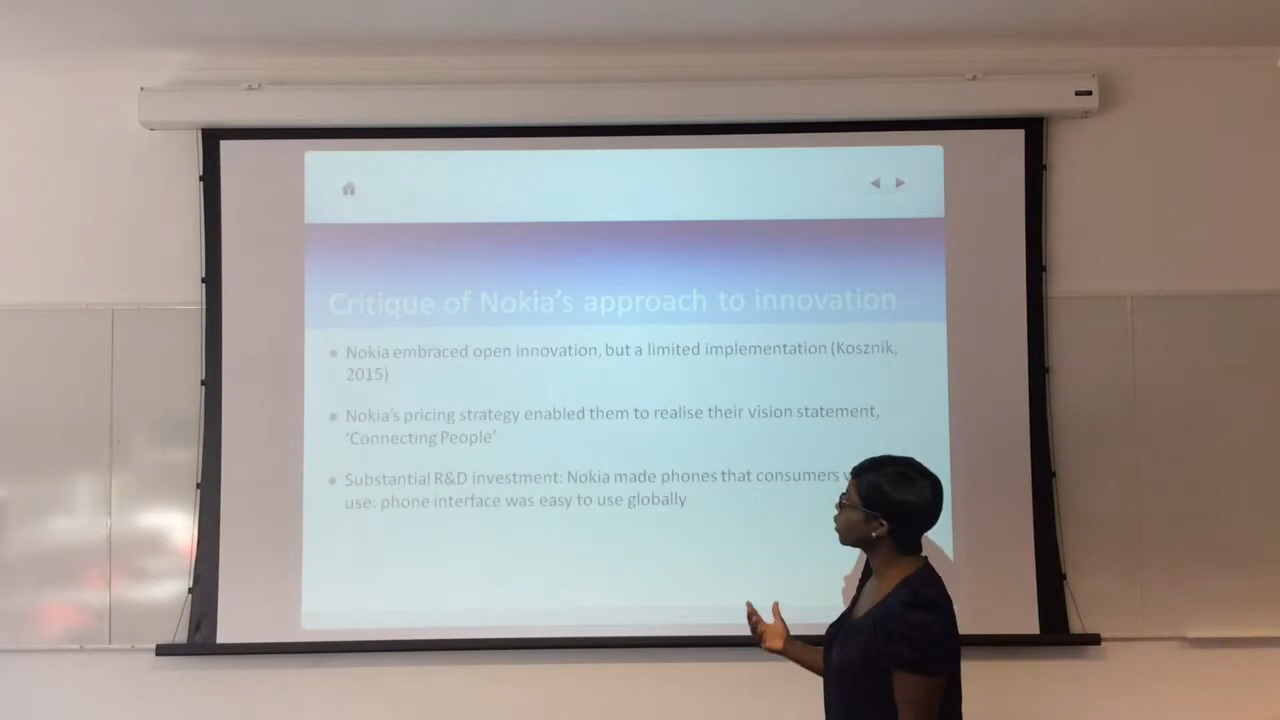 Critique of Nokia's approach to innovation
Nokia embraced open innovation, but a limited implementation (Kosznik,
2015)
Nokia's pricing strategy enabled them to realise their vision statement,
'Connecting People'
Substantial R&D investment: Nokia made phones that consumers
use: phone interface was easy to use globally